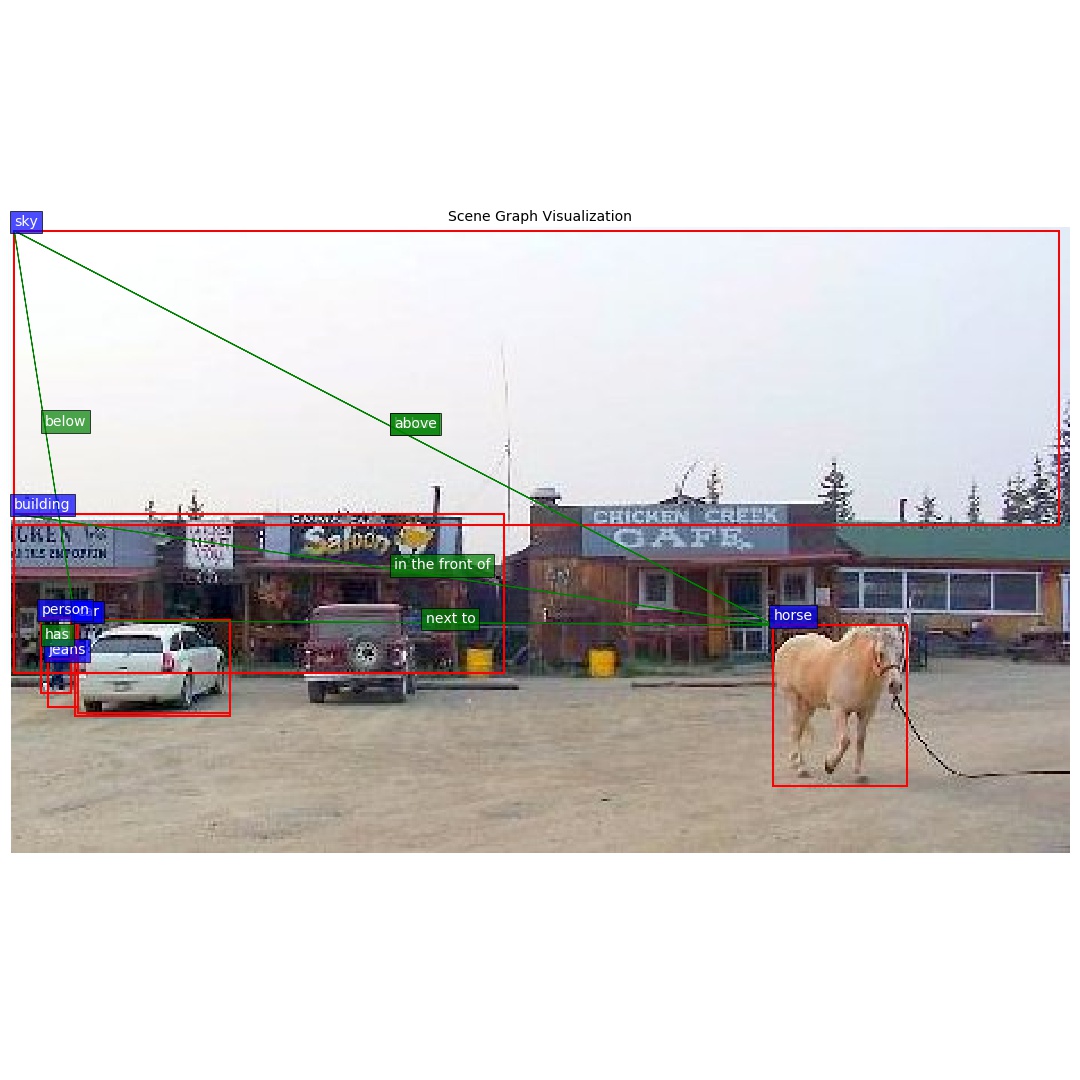 Scene Graph Visualization
sky
below
above
building
CHICKEN CREEK
CAFE
Saloon
in the front of
person
r
next to
horse
has
jeans